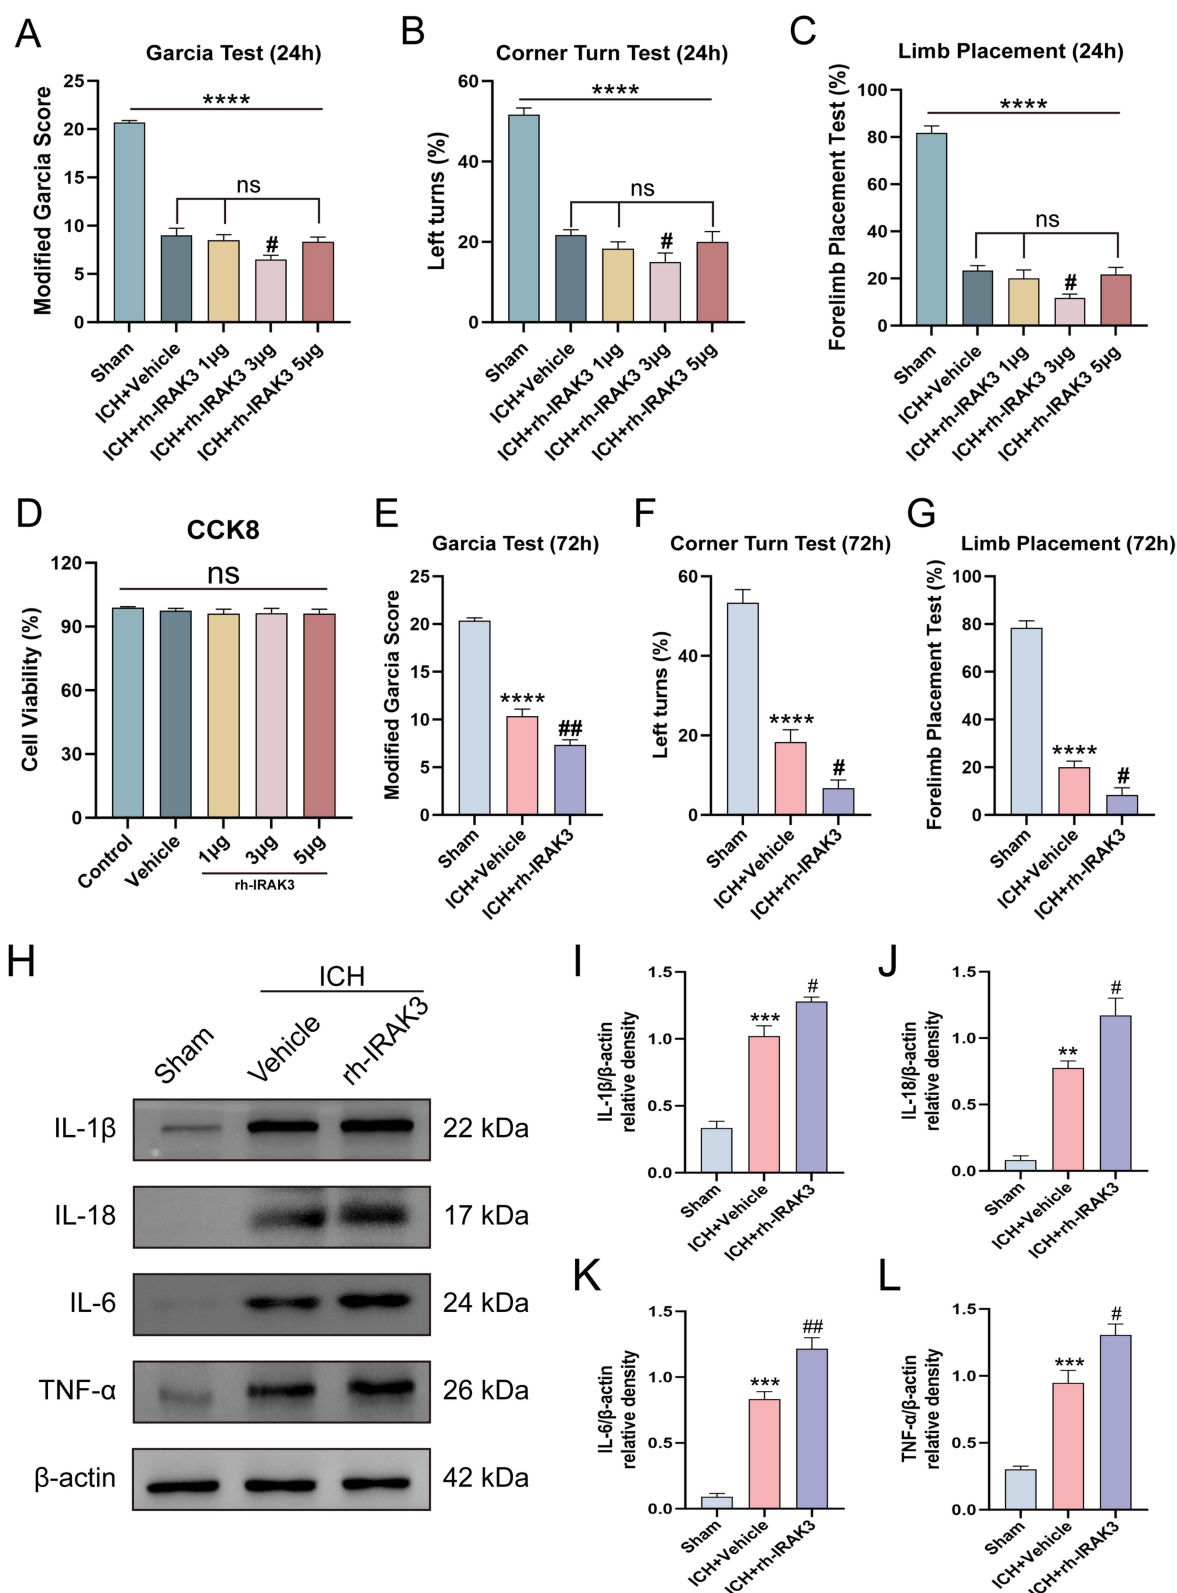 A
Garcia Test (24h)
Modified Garcia Score
25
20
15
10
5
0
****
ns
#
Sham
ICH+Vehicle
ICH+rh-IRAK3 1μg
ICH+rh-IRAK3 3μg
ICH+rh-IRAK3 5μg
B
Corner Turn Test (24h)
Left turns (%)
60
40
20
0
****
ns
#
Sham
ICH+Vehicle
ICH+rh-IRAK3 1μg
ICH+rh-IRAK3 3μg
ICH+rh-IRAK3 5μg
C
Limb Placement (24h)
Forelimb Placement Test (%)
100
80
60
40
20
0
****
ns
#
Sham
ICH+Vehicle
ICH+rh-IRAK3 1μg
ICH+rh-IRAK3 3μg
ICH+rh-IRAK3 5μg
D
CCK8
Cell Viability (%)
120
90
60
30
0
ns
Control
Vehicle
1μg
3μg
5μg
rh-IRAK3
E
Garcia Test (72h)
Modified Garcia Score
25
20
15
10
5
0
****
##
Sham
ICH+Vehicle
ICH+rh-IRAK3
F
Corner Turn Test (72h)
Left turns (%)
60
40
20
0
****
#
Sham
ICH+Vehicle
ICH+rh-IRAK3
G
Limb Placement (72h)
Forelimb Placement Test (%)
100
80
60
40
20
0
****
#
Sham
ICH+Vehicle
ICH+rh-IRAK3
H
ICH
Sham
Vehicle
rh-IRAK3
IL-1β
22 kDa
IL-18
17 kDa
IL-6
24 kDa
TNF-α
26 kDa
β-actin
42 kDa
I
IL-1β/β-actin
relative density
1.5
1.0
0.5
0.0
***
#
Sham
ICH+Vehicle
ICH+rh-IRAK3
J
IL-18/β-actin
relative density
1.5
1.0
0.5
0.0
**
#
Sham
ICH+Vehicle
ICH+rh-IRAK3
K
IL-6/β-actin
relative density
1.5
1.0
0.5
0.0
***
##
Sham
ICH+Vehicle
ICH+rh-IRAK3
L
TNF-α/β-actin
relative density
1.5
1.0
0.5
0.0
***
#
Sham
ICH+Vehicle
ICH+rh-IRAK3